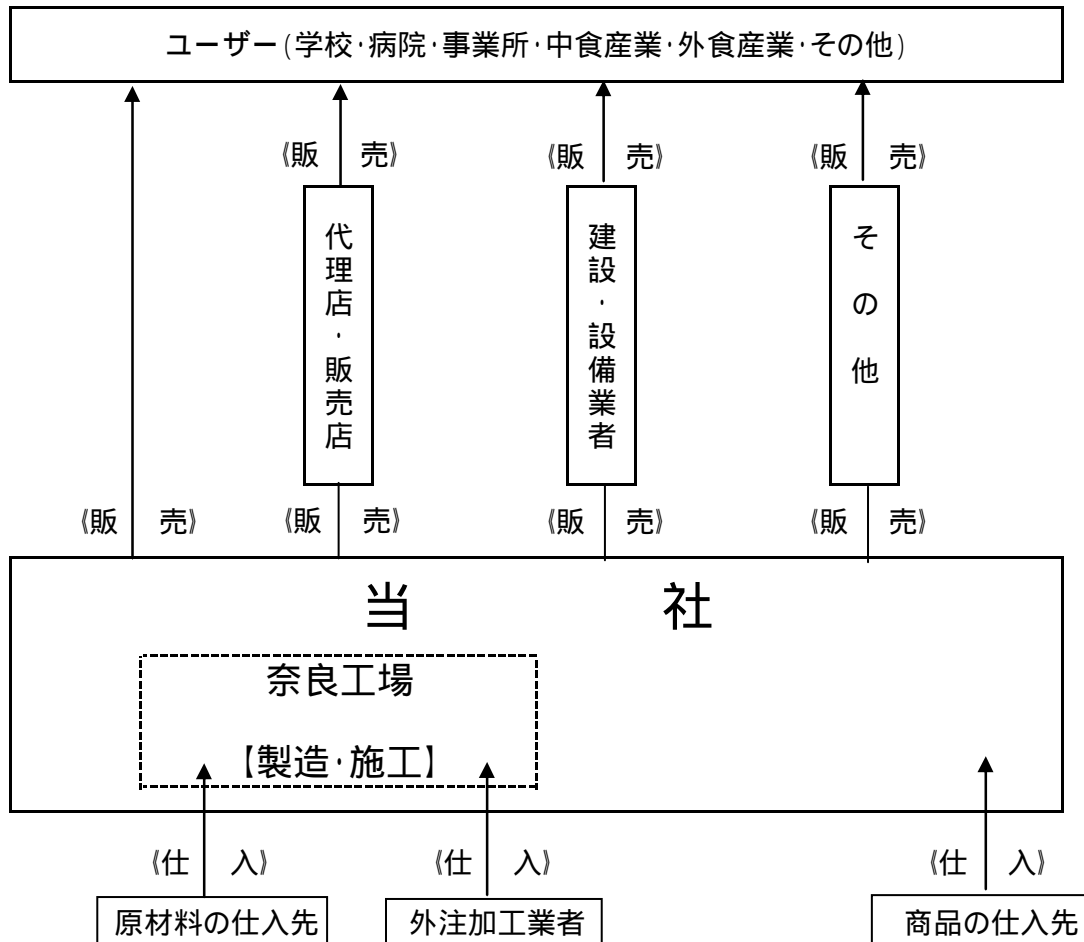 ユーザー(学校・病院・事業所・中食産業・外食産業・その他)
《販 売》 《販 売》 《販 売》
代理店・販売店
建設・設備業者
その他
《販 売》 《販 売》 《販 売》 《販 売》
当 社
奈良工場
【製造・施工】
《仕 入》 《仕 入》 《仕 入》
原材料の仕入先 外注加工業者 商品の仕入先